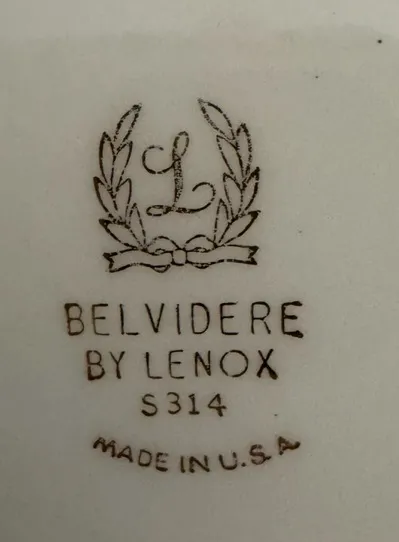 L
BELVIDERE
BY LENOX
S314
MADE IN U.S.A